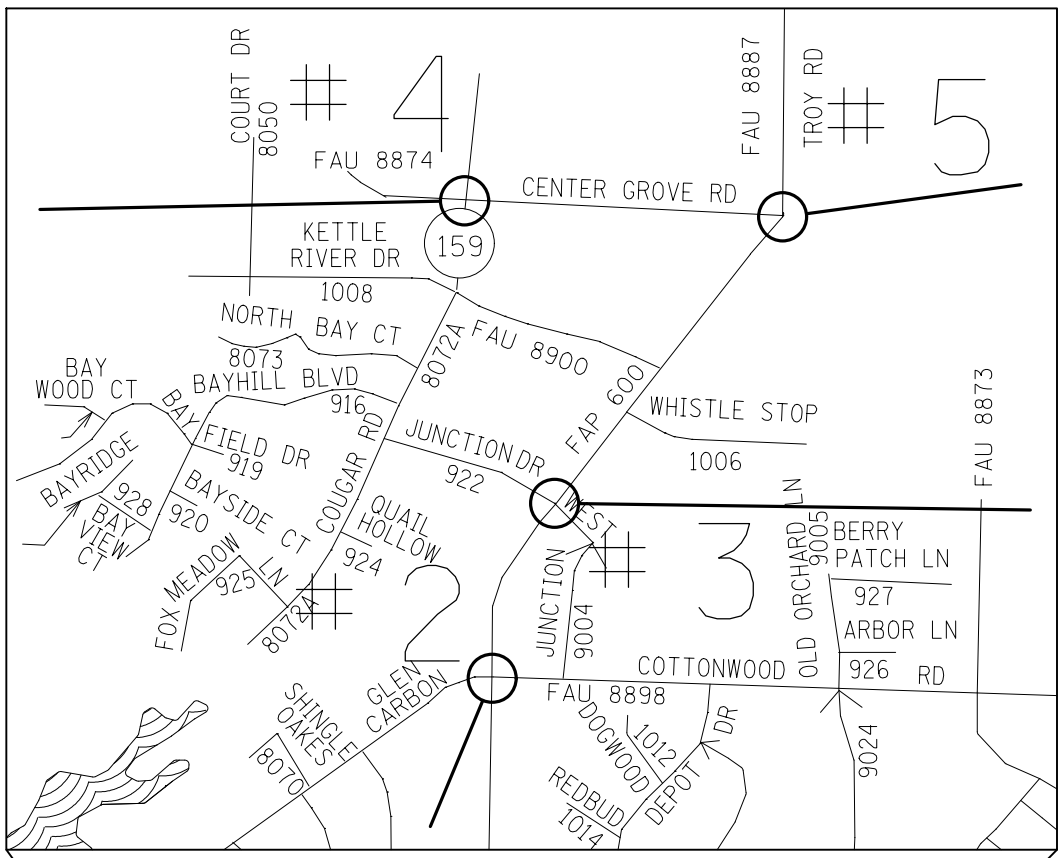 COURT DR
8050
# 4
FAU 8887
TROY RD
# 5
FAU 8874
CENTER GROVE RD
159
KETTLE
RIVER DR
1008
NORTH BAY CT
8073
8072A
FAU 8900
BAY
WOOD CT
BAYHILL BLVD
916
BAY
FIELD DR
919
FAP 600
WHISTLE STOP
1006
FAU 8873
BAYRIDGE
928
BAY
VIEW
CT
BAYSIDE CT
920
COUGAR RD
JUNCTION DR
922
QUAIL
HOLLOW
924
WEST
JUNCTION
9004
# 3
OLD ORCHARD LN
9005
BERRY
PATCH LN
927
ARBOR LN
926
FOX MEADOW LN
925
8072A
# 2
COTTONWOOD RD
FAU 8898
GLEN
CARBON
SHINGLE
OAKS
8070
DOGWOOD
1012
DEPOT DR
REDBUD
1014
9024